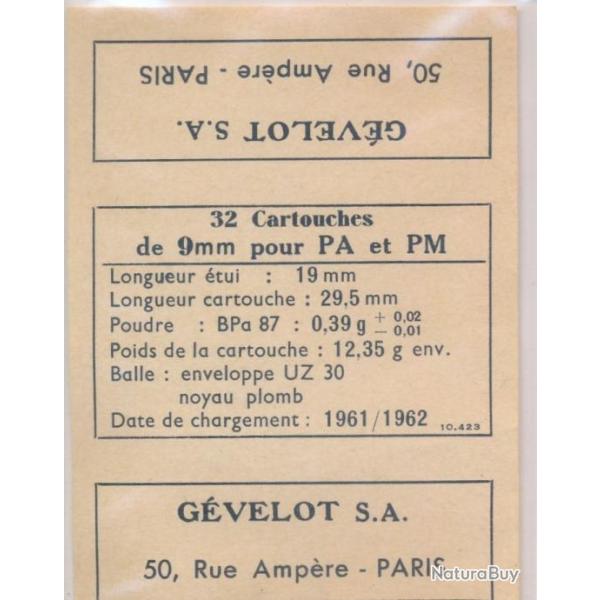 50, Rue Ampère - PARIS
GÉVELOT S.A.
32 Cartouches
de 9mm pour PA et PM
Longueur étui : 19 mm
Longueur cartouche : 29,5 mm
Poudre : BPa 87 : 0,39 g + 0,02 - 0,01
Poids de la cartouche : 12,35 g env.
Balle : enveloppe UZ 30
noyau plomb
Date de chargement : 1961/1962 10.423
GÉVELOT S.A.
50, Rue Ampère - PARIS
NaturaBuy